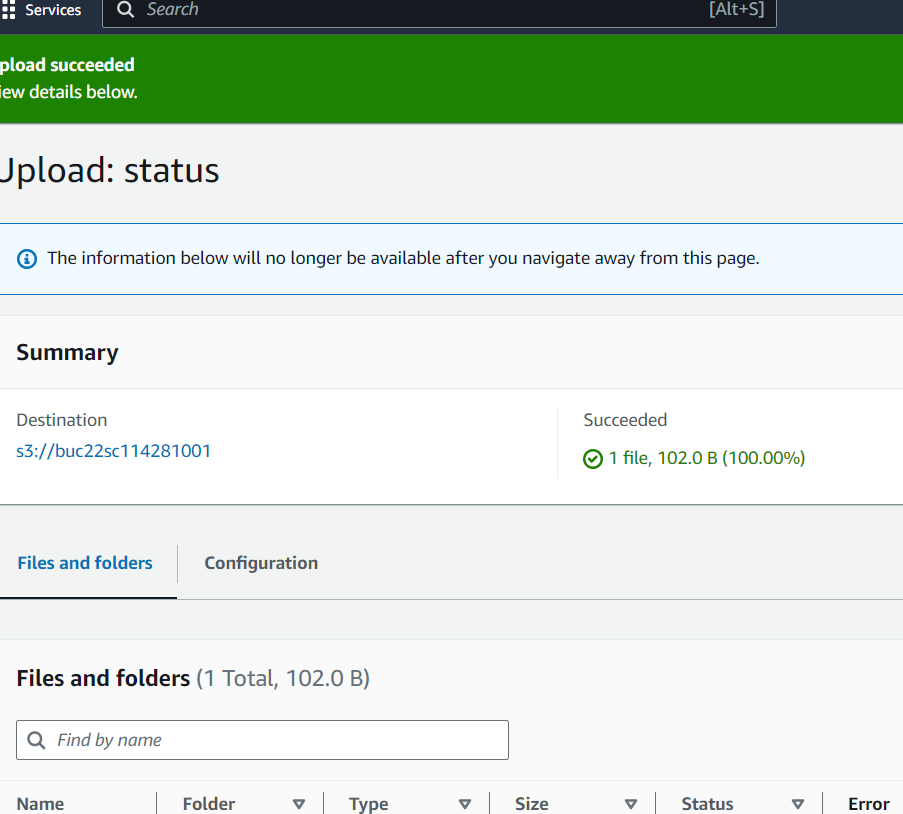 Services
Search
[Alt+S]
pload succeeded
iew details below.
Upload: status
The information below will no longer be available after you navigate away from this page.
Summary
Destination
Succeeded
s3://buc22sc114281001
1 file, 102.0 B (100.00%)
Files and folders
Configuration
Files and folders (1 Total, 102.0 B)
Find by name
Name
Folder
Type
Size
Status
Error